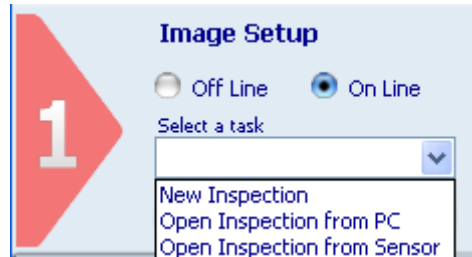 Image Setup
1
Off Line On Line
Select a task
New Inspection
Open Inspection from PC
Open Inspection from Sensor